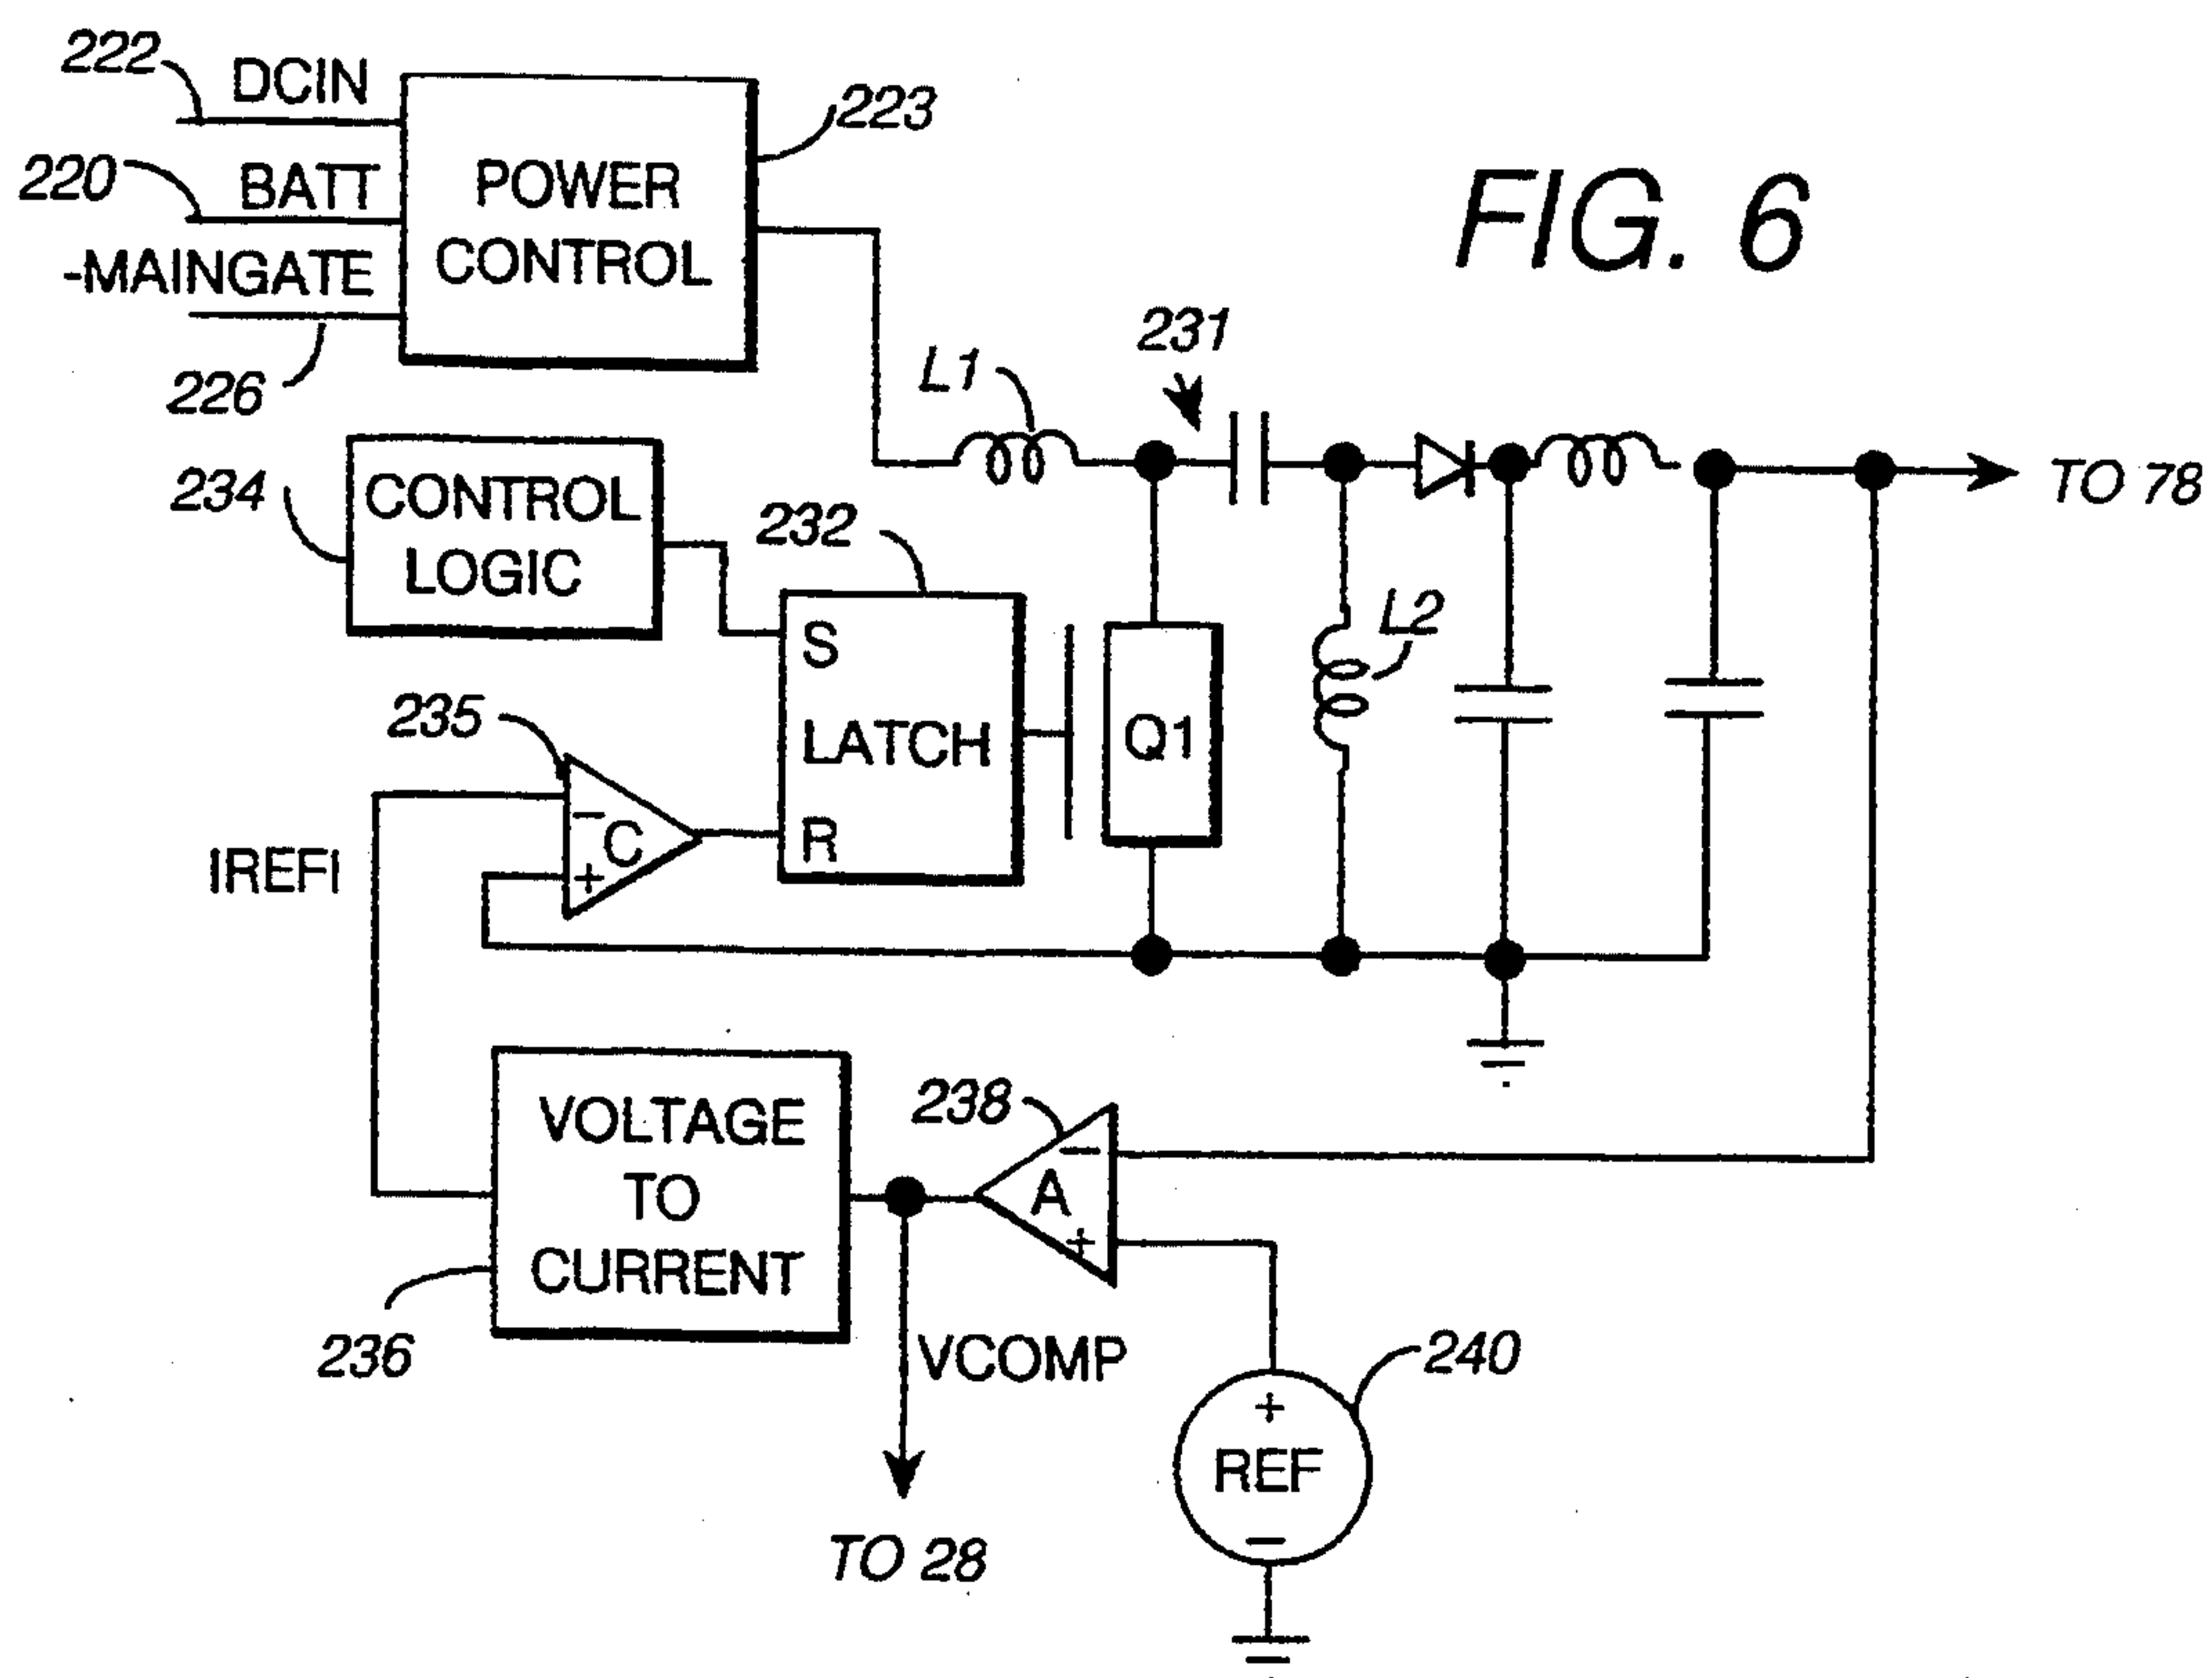 222
DCIN
223
220
BATT
POWER
CONTROL
-MAINGATE
226
FIG. 6
231
L1
TO 78
234
CONTROL
LOGIC
232
S
LATCH
R
Q1
L2
235
−
C
+
IREFI
VOLTAGE
TO
CURRENT
236
238
−
A
+
VCOMP
TO 28
240
+
REF
−